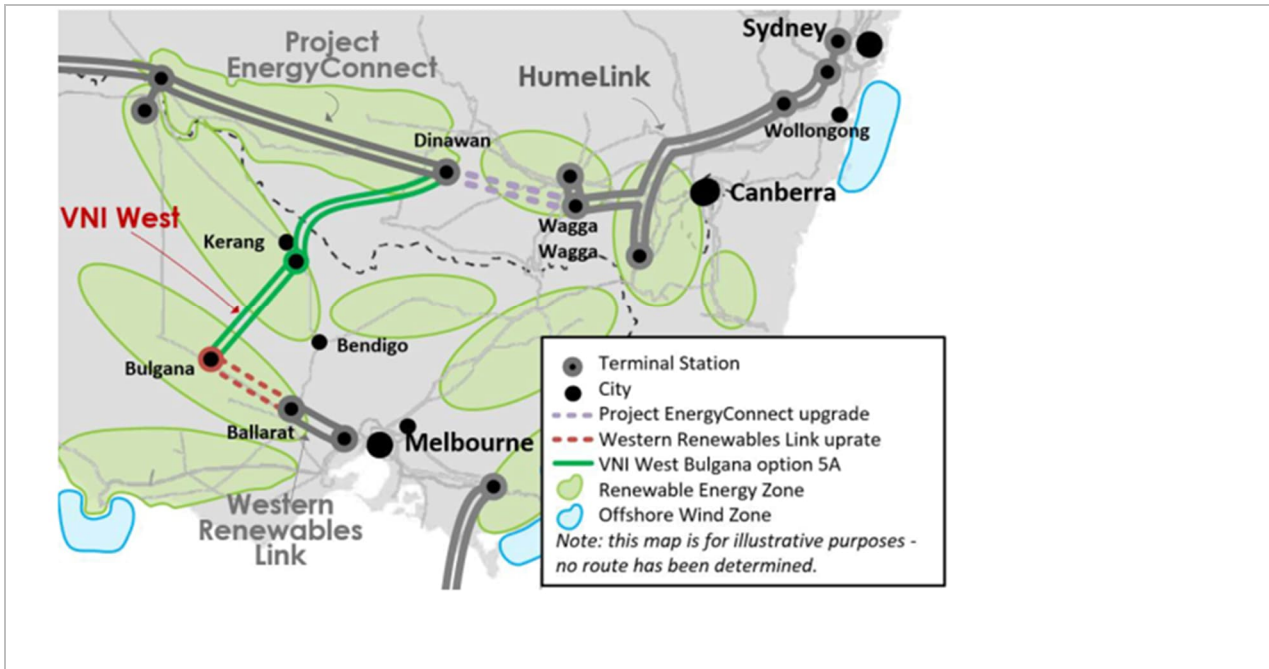 Sydney
Project
EnergyConnect
HumeLink
Wollongong
Dinawan
Canberra
VNI West
Kerang
Wagga
Wagga
Bendigo
Bulgana
Ballarat
Melbourne
Western
Renewables
Link
Terminal Station
City
Project EnergyConnect upgrade
Western Renewables Link uprate
VNI West Bulgana option 5A
Renewable Energy Zone
Offshore Wind Zone
Note: this map is for illustrative purposes -
no route has been determined.